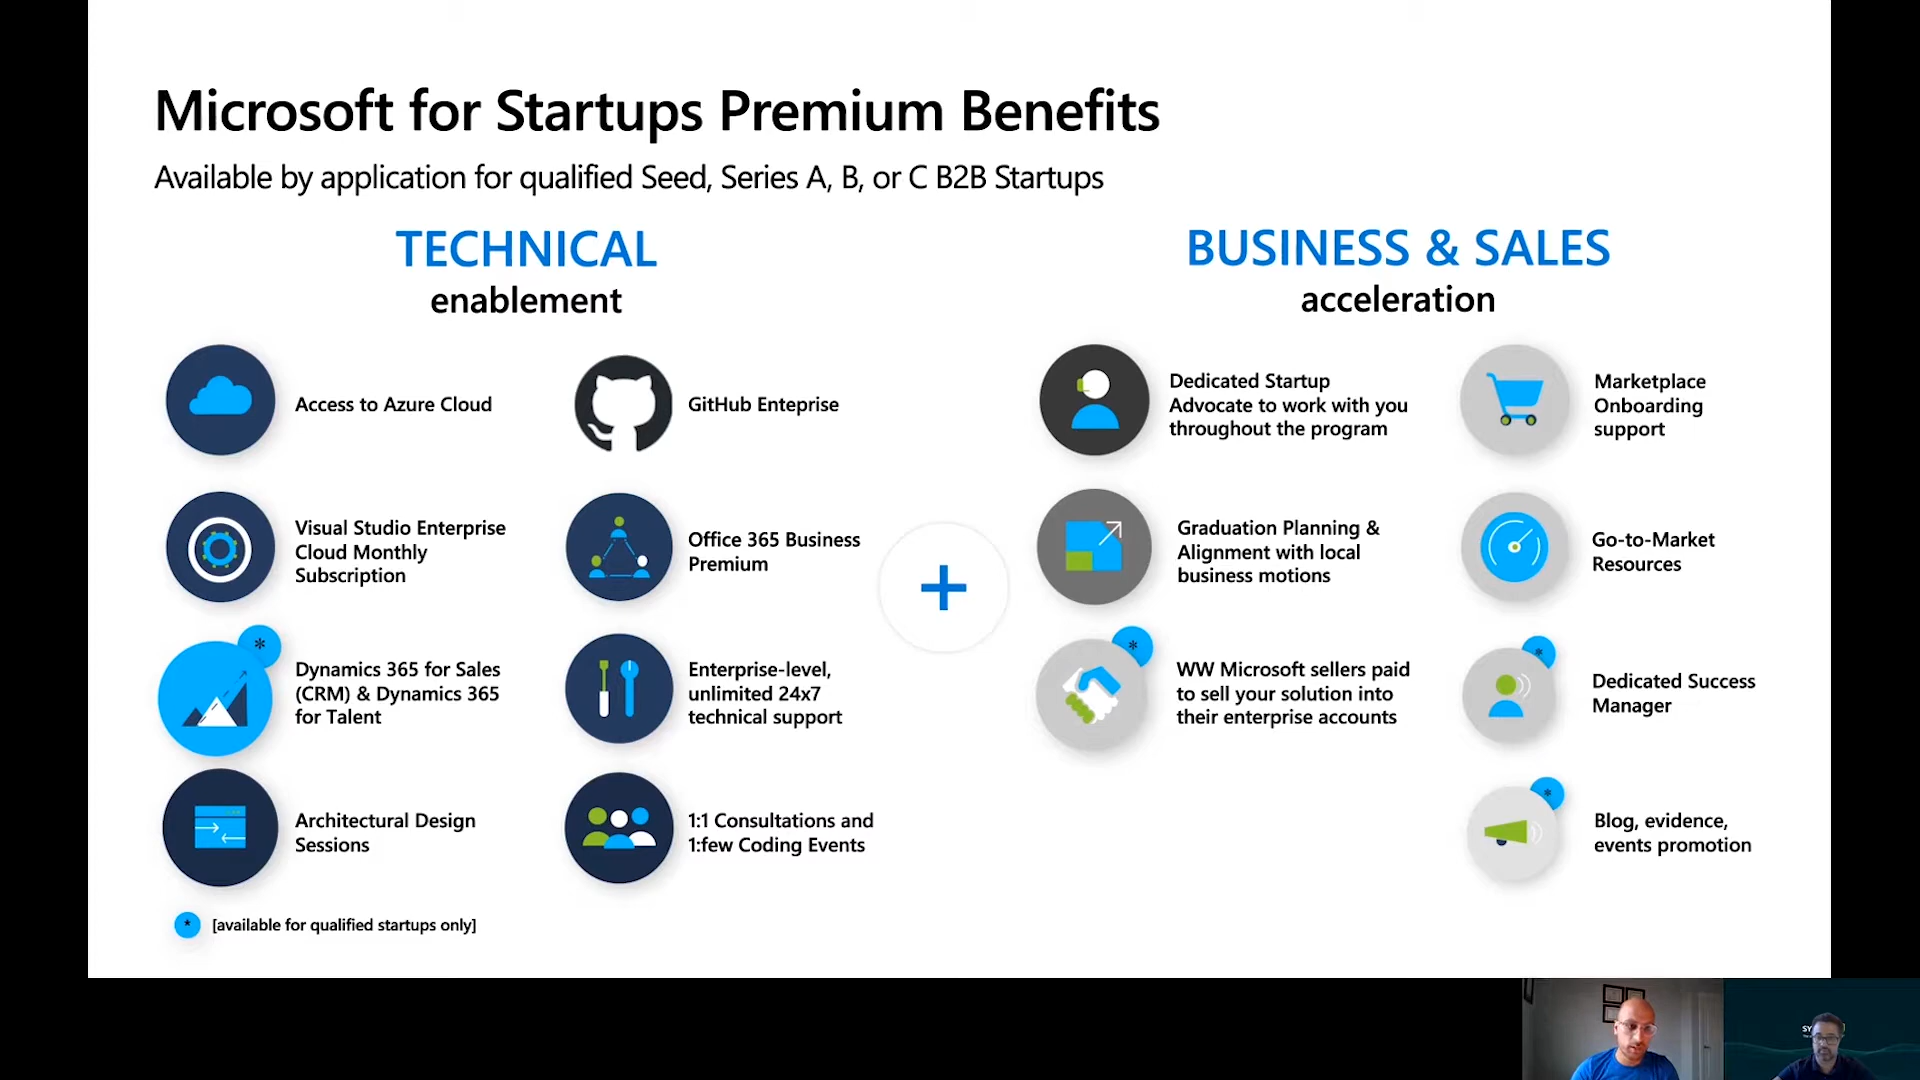 Microsoft for Startups Premium Benefits
Available by application for qualified Seed, Series A, B, or C B2B Startups
TECHNICAL
enablement
Access to Azure Cloud
GitHub Enteprise
Visual Studio Enterprise
Cloud Monthly
Subscription
Office 365 Business
Premium
*
Dynamics 365 for Sales
(CRM) & Dynamics 365
for Talent
Enterprise-level,
unlimited 24x7
technical support
Architectural Design
Sessions
1:1 Consultations and
1:few Coding Events
* [available for qualified startups only]
+
BUSINESS & SALES
acceleration
Dedicated Startup
Advocate to work with you
throughout the program
Marketplace
Onboarding
support
Graduation Planning &
Alignment with local
business motions
Go-to-Market
Resources
*
WW Microsoft sellers paid
to sell your solution into
their enterprise accounts
*
Dedicated Success
Manager
*
Blog, evidence,
events promotion